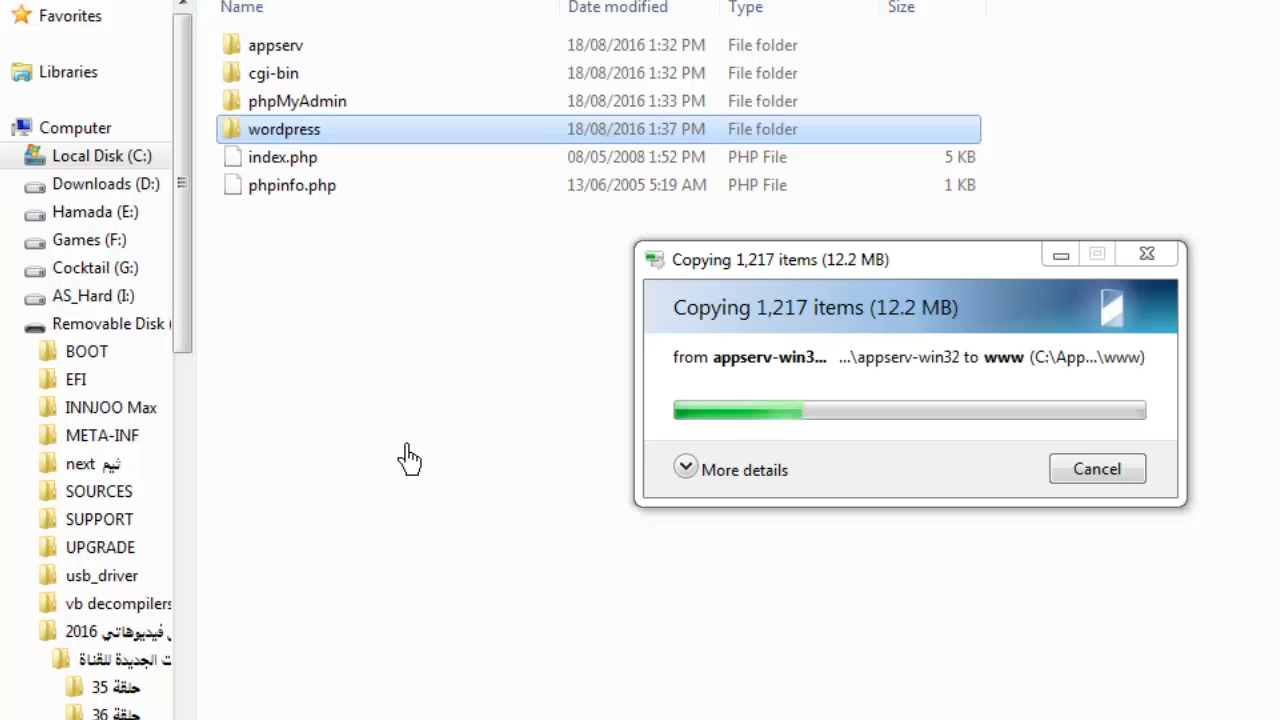 Favorites
Libraries
Computer
Local Disk (C:)
Downloads (D:)
Hamada (E:)
Games (F:)
Cocktail (G:)
AS_Hard (I:)
Removable Disk (
BOOT
EFI
INNJOO Max
META-INF
next ثيم
SOURCES
SUPPORT
UPGRADE
usb_driver
vb decompilers
فيديوهاتي 2016
الجديدة للقناة
حلقة 35
حلقة 36
Name Date modified Type Size
appserv 18/08/2016 1:32 PM File folder
cgi-bin 18/08/2016 1:32 PM File folder
phpMyAdmin 18/08/2016 1:33 PM File folder
wordpress 18/08/2016 1:37 PM File folder
index.php 08/05/2008 1:52 PM PHP File 5 KB
phpinfo.php 13/06/2005 5:19 AM PHP File 1 KB
Copying 1,217 items (12.2 MB)
Copying 1,217 items (12.2 MB)
from appserv-win3... ...\appserv-win32 to www (C:\App...\www)
More details
Cancel